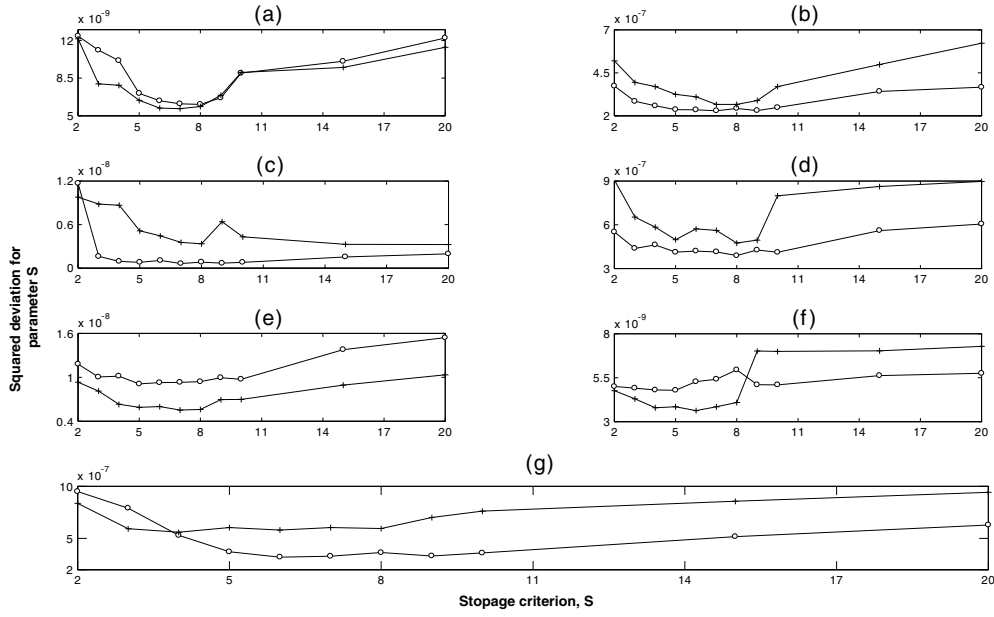 (a)
x 10^-9
12
8.5
5
2 5 8 11 14 17 20
(b)
x 10^-7
7
4.5
2
2 5 8 11 14 17 20
(c)
x 10^-8
1.2
0.6
0
2 5 8 11 14 17 20
(d)
x 10^-7
9
6
3
2 5 8 11 14 17 20
Squared deviation for
parameter S
(e)
x 10^-8
1.6
1
0.4
2 5 8 11 14 17 20
(f)
x 10^-9
8
5.5
3
2 5 8 11 14 17 20
(g)
x 10^-7
10
5
2
2 5 8 11 14 17 20
Stopage criterion, S